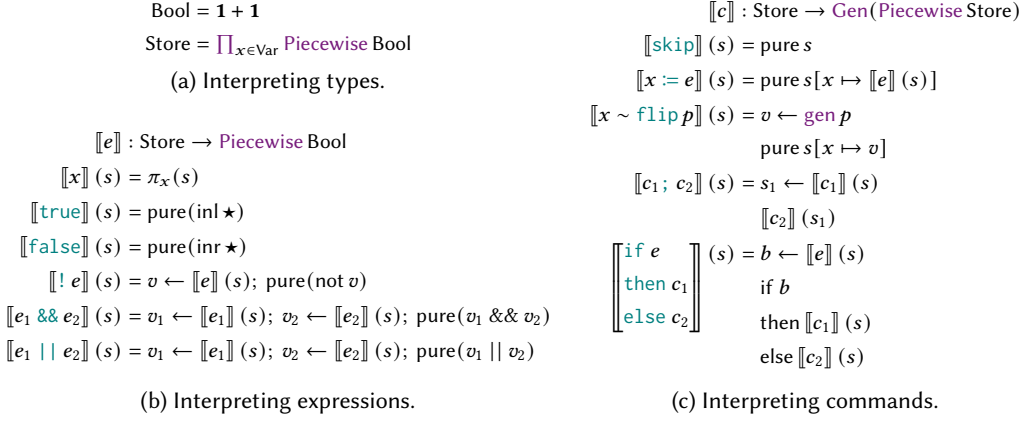 Bool = 1 + 1
Store = ∏x∈Var Piecewise Bool
(a) Interpreting types.
⟦e⟧ : Store → Piecewise Bool
⟦x⟧ (s) = πx(s)
⟦true⟧ (s) = pure(inl ★)
⟦false⟧ (s) = pure(inr ★)
⟦! e⟧ (s) = v ← ⟦e⟧ (s); pure(not v)
⟦e1 && e2⟧ (s) = v1 ← ⟦e1⟧ (s); v2 ← ⟦e2⟧ (s); pure(v1 && v2)
⟦e1 || e2⟧ (s) = v1 ← ⟦e1⟧ (s); v2 ← ⟦e2⟧ (s); pure(v1 || v2)
(b) Interpreting expressions.
⟦c⟧ : Store → Gen(Piecewise Store)
⟦skip⟧ (s) = pure s
⟦x := e⟧ (s) = pure s[x ↦ ⟦e⟧ (s)]
⟦x ∼ flip p⟧ (s) = v ← gen p
pure s[x ↦ v]
⟦c1 ; c2⟧ (s) = s1 ← ⟦c1⟧ (s)
⟦c2⟧ (s1)
⟦if e (s) = b ← ⟦e⟧ (s)
then c1 if b
else c2⟧ then ⟦c1⟧ (s)
else ⟦c2⟧ (s)
(c) Interpreting commands.